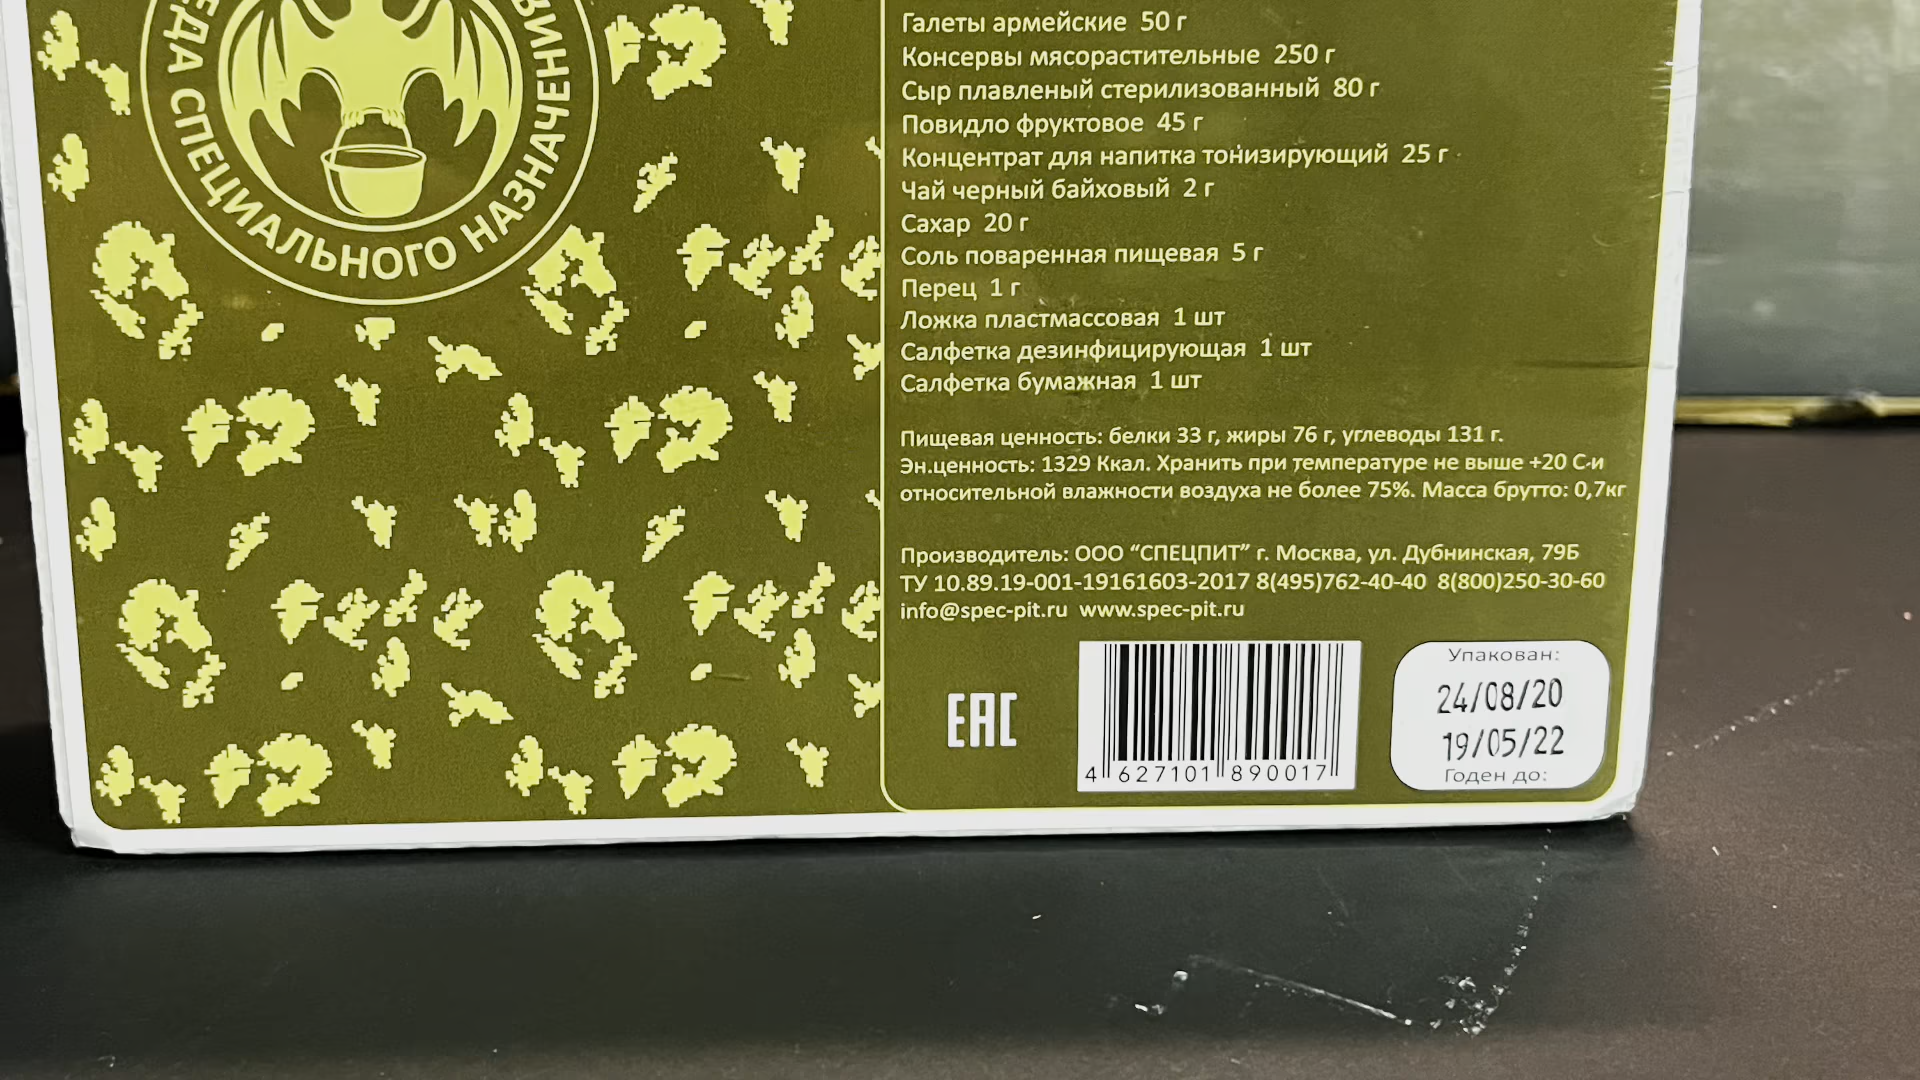 ЕДА СПЕЦИАЛЬНОГО НАЗНАЧЕНИЯ
Галеты армейские 50 г
Консервы мясорастительные 250 г
Сыр плавленый стерилизованный 80 г
Повидло фруктовое 45 г
Концентрат для напитка тонизирующий 25 г
Чай черный байховый 2 г
Сахар 20 г
Соль поваренная пищевая 5 г
Перец 1 г
Ложка пластмассовая 1 шт
Салфетка дезинфицирующая 1 шт
Салфетка бумажная 1 шт
Пищевая ценность: белки 33 г, жиры 76 г, углеводы 131 г.
Эн.ценность: 1329 Ккал. Хранить при температуре не выше +20 С и
относительной влажности воздуха не более 75%. Масса брутто: 0,7кг
Производитель: ООО “СПЕЦПИТ” г. Москва, ул. Дубнинская, 79Б
ТУ 10.89.19-001-19161603-2017 8(495)762-40-40 8(800)250-30-60
info@spec-pit.ru www.spec-pit.ru
EAC
4 627101 890017
Упакован:
24/08/20
19/05/22
Годен до: